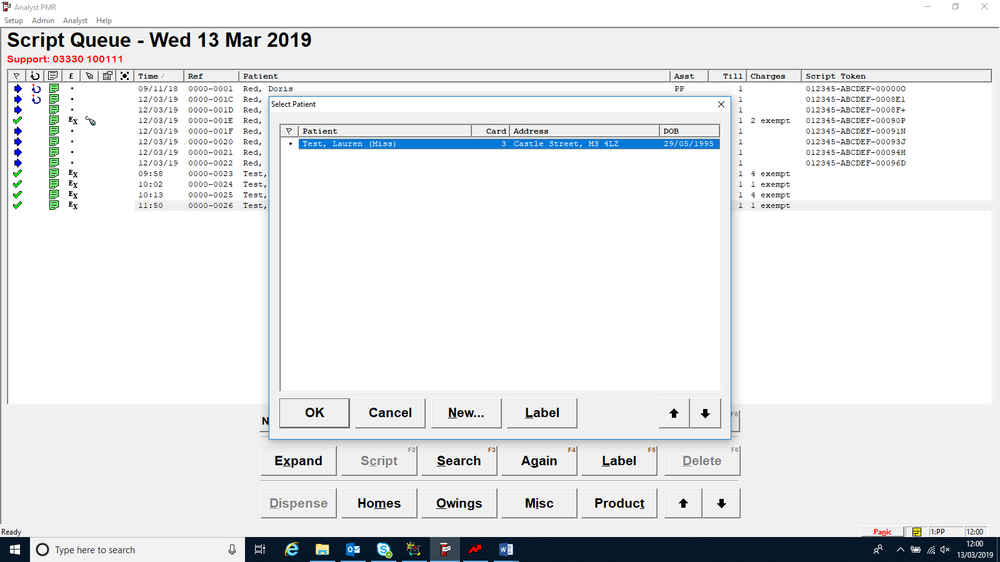 Analyst PMR
Setup Admin Analyst Help
Script Queue - Wed 13 Mar 2019
Support: 03330 100111
£ Time Ref Patient Asst Till Charges Script Token
09/11/18 0000-0001 Red, Doris PP 1 012345-ABCDEF-00000O
12/03/19 0000-001C Red, 1 012345-ABCDEF-0008E1
12/03/19 0000-001D Red, 1 012345-ABCDEF-0008F+
Ex 12/03/19 0000-001E Red, 1 2 exempt 012345-ABCDEF-00090P
12/03/19 0000-001F Red, 1 012345-ABCDEF-00091N
12/03/19 0000-0020 Red, 1 012345-ABCDEF-00093J
12/03/19 0000-0021 Red, 1 012345-ABCDEF-00094H
12/03/19 0000-0022 Red, 1 012345-ABCDEF-00096D
Ex 09:58 0000-0023 Test, 1 4 exempt
Ex 10:02 0000-0024 Test, 1 1 exempt
Ex 10:13 0000-0025 Test, 1 4 exempt
Ex 11:50 0000-0026 Test, 1 1 exempt
Select Patient
Patient Card Address DOB
Test, Lauren (Miss) 3 Castle Street, M3 4LZ 29/05/1995
OK Cancel New... Label
N F8
Expand Script F2 Search F3 Again F4 Label F5 Delete F6
Dispense Homes Owings Misc Product
Ready Panic 1:PP 12:00
Type here to search
12:00
13/03/2019